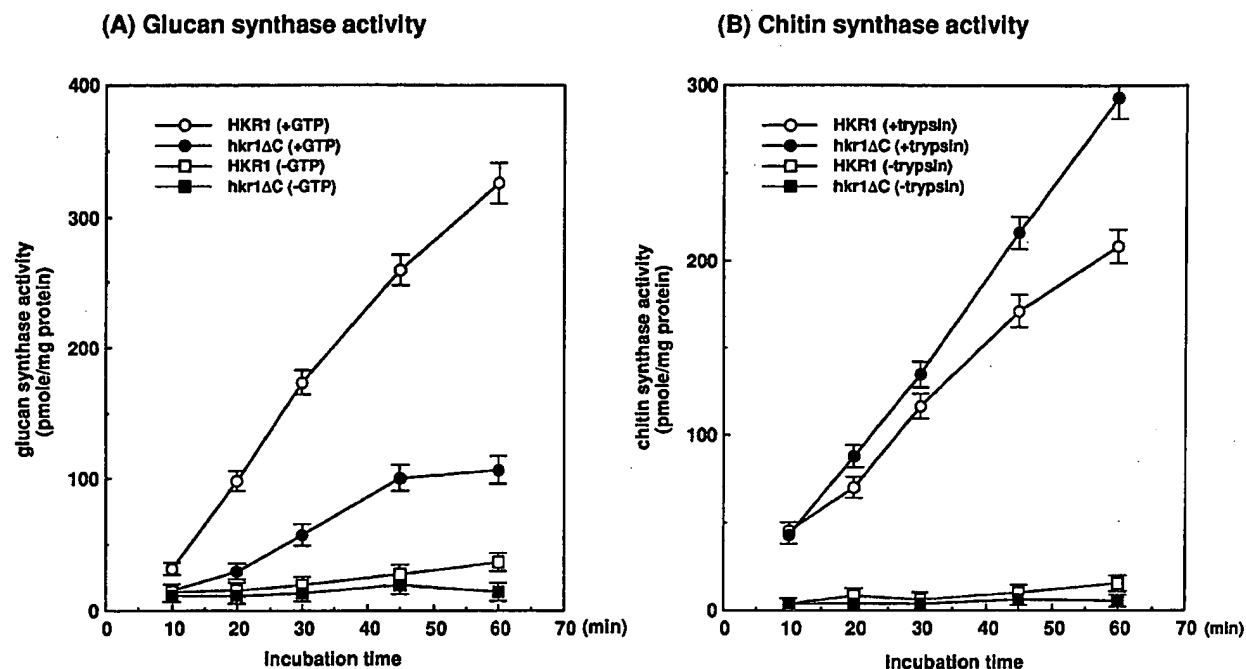 (A) Glucan synthase activity
400
300
200
100
0
glucan synthase activity
(pmole/mg protein)
HKR1 (+GTP)
hkr1ΔC (+GTP)
HKR1 (-GTP)
hkr1ΔC (-GTP)
0 10 20 30 40 50 60 70 (min)
Incubation time
(B) Chitin synthase activity
300
200
100
0
chitin synthase activity
(pmole/mg protein)
HKR1 (+trypsin)
hkr1ΔC (+trypsin)
HKR1 (-trypsin)
hkr1ΔC (-trypsin)
0 10 20 30 40 50 60 70 (min)
Incubation time